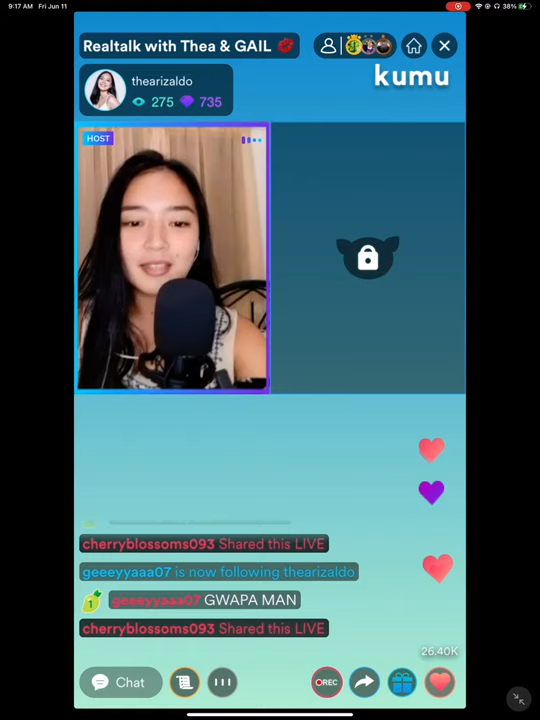 9:17 AM Fri Jun 11
38%
Realtalk with Thea & GAIL
kumu
thearizaldo
275 735
HOST
cherryblossoms093 Shared this LIVE
geeeyyaaa07 is now following thearizaldo
1 geeeyyaaa07 GWAPA MAN
cherryblossoms093 Shared this LIVE
26.40K
Chat
REC